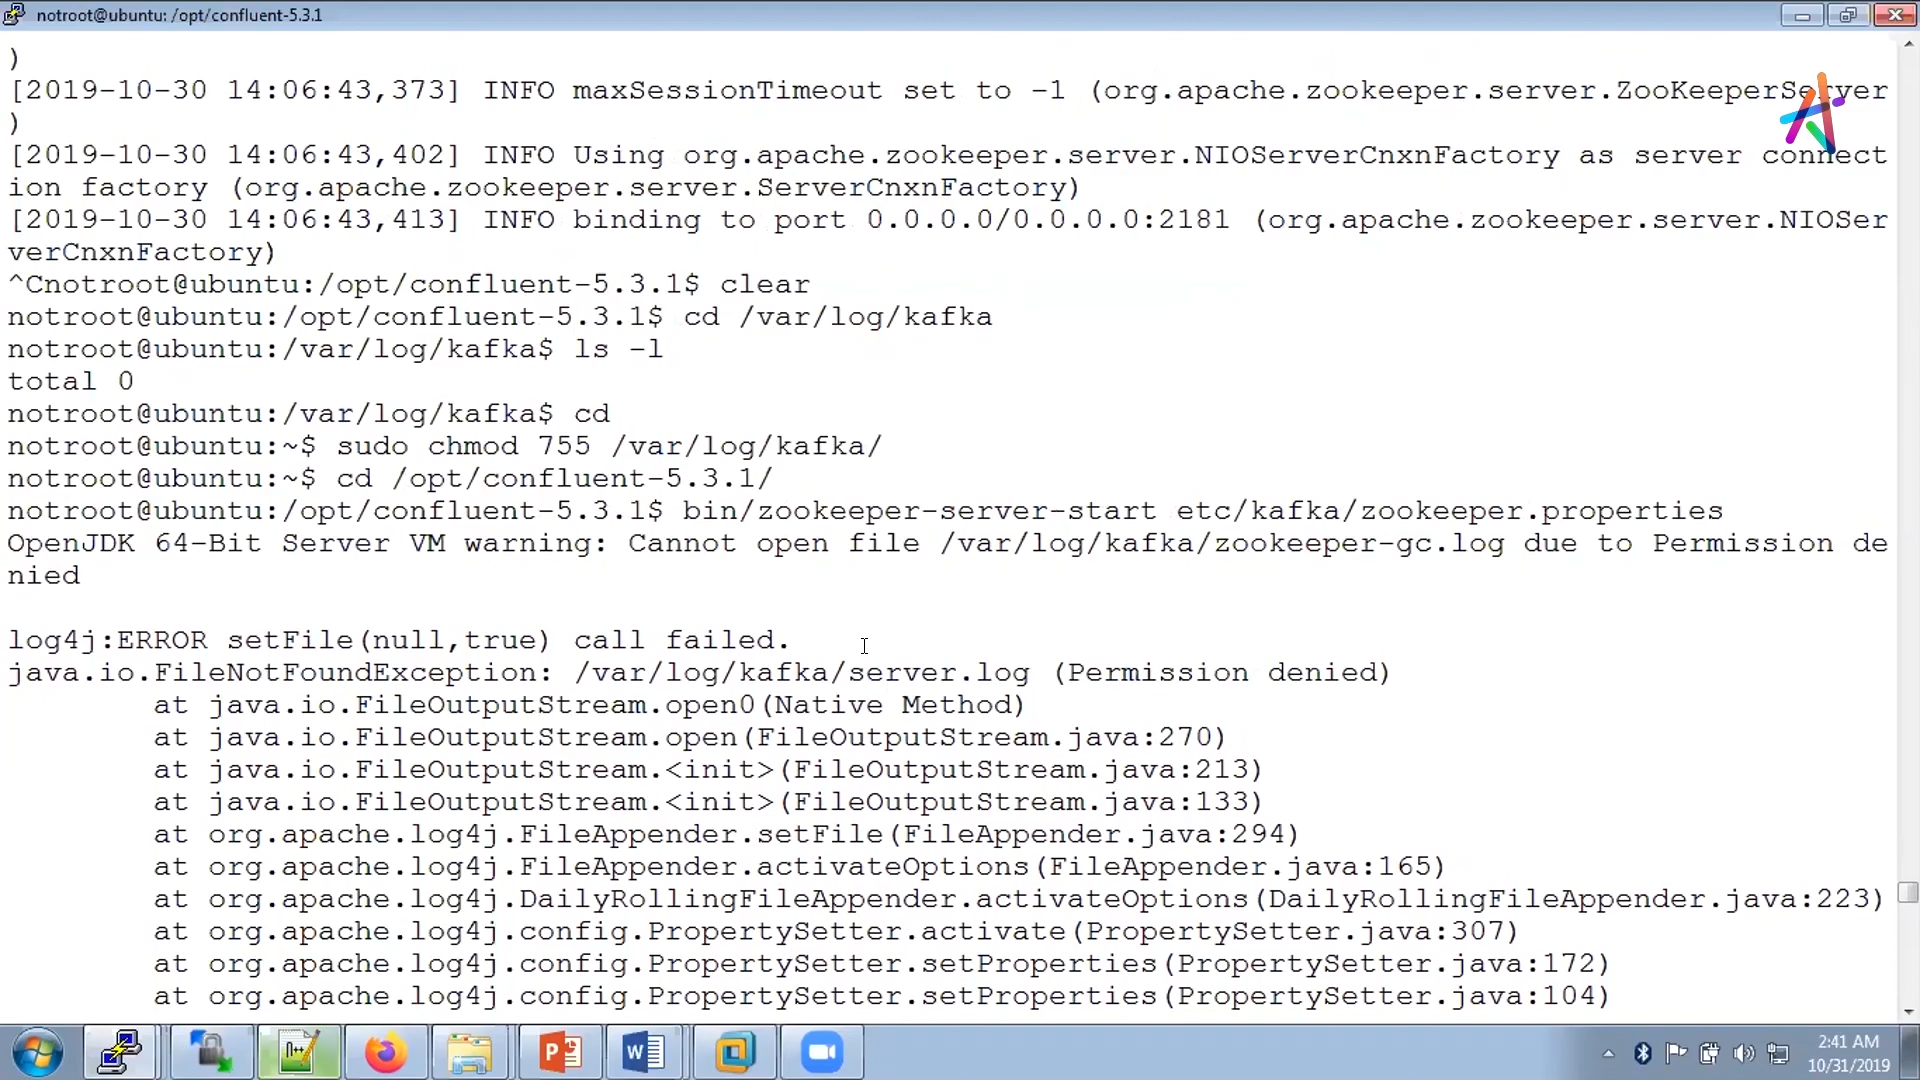 notroot@ubuntu: /opt/confluent-5.3.1
)
[2019-10-30 14:06:43,373] INFO maxSessionTimeout set to -1 (org.apache.zookeeper.server.ZooKeeperServer
)
[2019-10-30 14:06:43,402] INFO Using org.apache.zookeeper.server.NIOServerCnxnFactory as server connect
ion factory (org.apache.zookeeper.server.ServerCnxnFactory)
[2019-10-30 14:06:43,413] INFO binding to port 0.0.0.0/0.0.0.0:2181 (org.apache.zookeeper.server.NIOSer
verCnxnFactory)
^Cnotroot@ubuntu:/opt/confluent-5.3.1$ clear
notroot@ubuntu:/opt/confluent-5.3.1$ cd /var/log/kafka
notroot@ubuntu:/var/log/kafka$ ls -l
total 0
notroot@ubuntu:/var/log/kafka$ cd
notroot@ubuntu:~$ sudo chmod 755 /var/log/kafka/
notroot@ubuntu:~$ cd /opt/confluent-5.3.1/
notroot@ubuntu:/opt/confluent-5.3.1$ bin/zookeeper-server-start etc/kafka/zookeeper.properties
OpenJDK 64-Bit Server VM warning: Cannot open file /var/log/kafka/zookeeper-gc.log due to Permission de
nied
log4j:ERROR setFile(null,true) call failed.
java.io.FileNotFoundException: /var/log/kafka/server.log (Permission denied)
at java.io.FileOutputStream.open0(Native Method)
at java.io.FileOutputStream.open(FileOutputStream.java:270)
at java.io.FileOutputStream.<init>(FileOutputStream.java:213)
at java.io.FileOutputStream.<init>(FileOutputStream.java:133)
at org.apache.log4j.FileAppender.setFile(FileAppender.java:294)
at org.apache.log4j.FileAppender.activateOptions(FileAppender.java:165)
at org.apache.log4j.DailyRollingFileAppender.activateOptions(DailyRollingFileAppender.java:223)
at org.apache.log4j.config.PropertySetter.activate(PropertySetter.java:307)
at org.apache.log4j.config.PropertySetter.setProperties(PropertySetter.java:172)
at org.apache.log4j.config.PropertySetter.setProperties(PropertySetter.java:104)
2:41 AM
10/31/2019